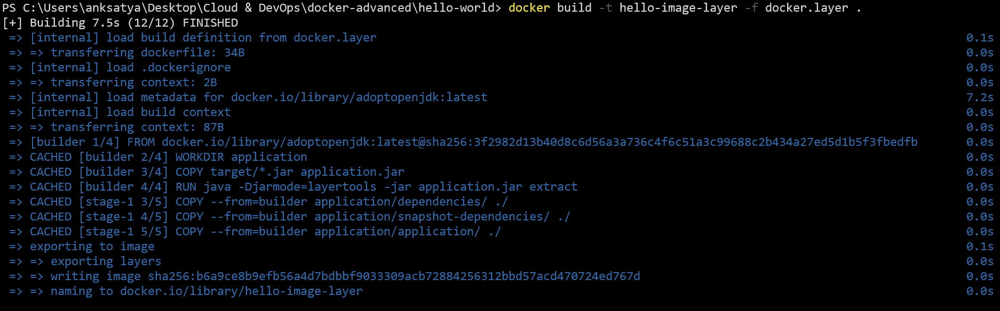 PS C:\Users\anksatya\Desktop\Cloud & DevOps\docker-advanced\hello-world> docker build -t hello-image-layer -f docker.layer .
[+] Building 7.5s (12/12) FINISHED
=> [internal] load build definition from docker.layer 0.1s
=> => transferring dockerfile: 34B 0.0s
=> [internal] load .dockerignore 0.0s
=> => transferring context: 2B 0.0s
=> [internal] load metadata for docker.io/library/adoptopenjdk:latest 7.2s
=> [internal] load build context 0.0s
=> => transferring context: 87B 0.0s
=> [builder 1/4] FROM docker.io/library/adoptopenjdk:latest@sha256:3f2982d13b40d8c6d56a3a736c4f6c51a3c99688c2b434a27ed5d1b5f3fbedfb 0.0s
=> CACHED [builder 2/4] WORKDIR application 0.0s
=> CACHED [builder 3/4] COPY target/*.jar application.jar 0.0s
=> CACHED [builder 4/4] RUN java -Djarmode=layertools -jar application.jar extract 0.0s
=> CACHED [stage-1 3/5] COPY --from=builder application/dependencies/ ./ 0.0s
=> CACHED [stage-1 4/5] COPY --from=builder application/snapshot-dependencies/ ./ 0.0s
=> CACHED [stage-1 5/5] COPY --from=builder application/application/ ./ 0.0s
=> exporting to image 0.1s
=> => exporting layers 0.0s
=> => writing image sha256:b6a9ce8b9efb56a4d7bdbbf9033309acb72884256312bbd57acd470724ed767d 0.0s
=> => naming to docker.io/library/hello-image-layer 0.0s